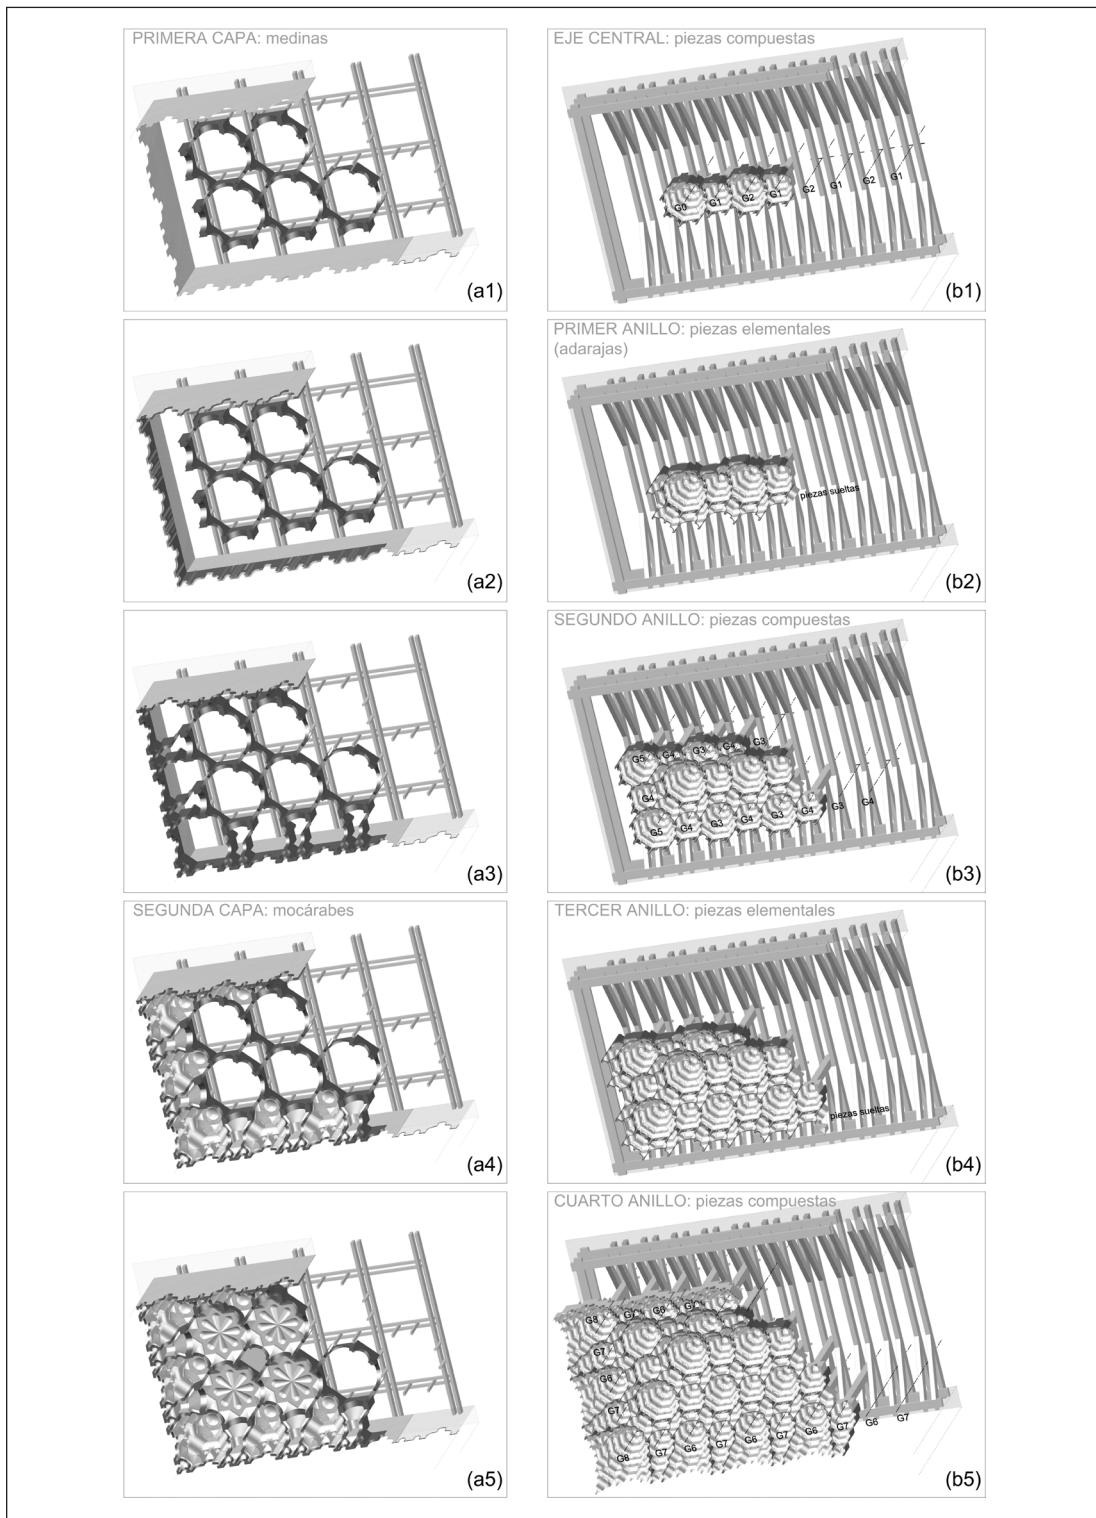 PRIMERA CAPA: medinas
(a1)
EJE CENTRAL: piezas compuestas
G0 G1 G2 G1 G2 G1 G2 G1
(b1)
(a2)
PRIMER ANILLO: piezas elementales
(adarajas)
piezas sueltas
(b2)
(a3)
SEGUNDO ANILLO: piezas compuestas
G5 G4 G3 G4 G3
G4
G5 G4 G3 G4 G3 G4 G3 G4
(b3)
SEGUNDA CAPA: mocárabes
(a4)
TERCER ANILLO: piezas elementales
piezas sueltas
(b4)
(a5)
CUARTO ANILLO: piezas compuestas
G8 G7 G6 G7
G7
G6
G7
G8 G7 G6 G7 G6 G7 G6 G7 G6 G7
(b5)